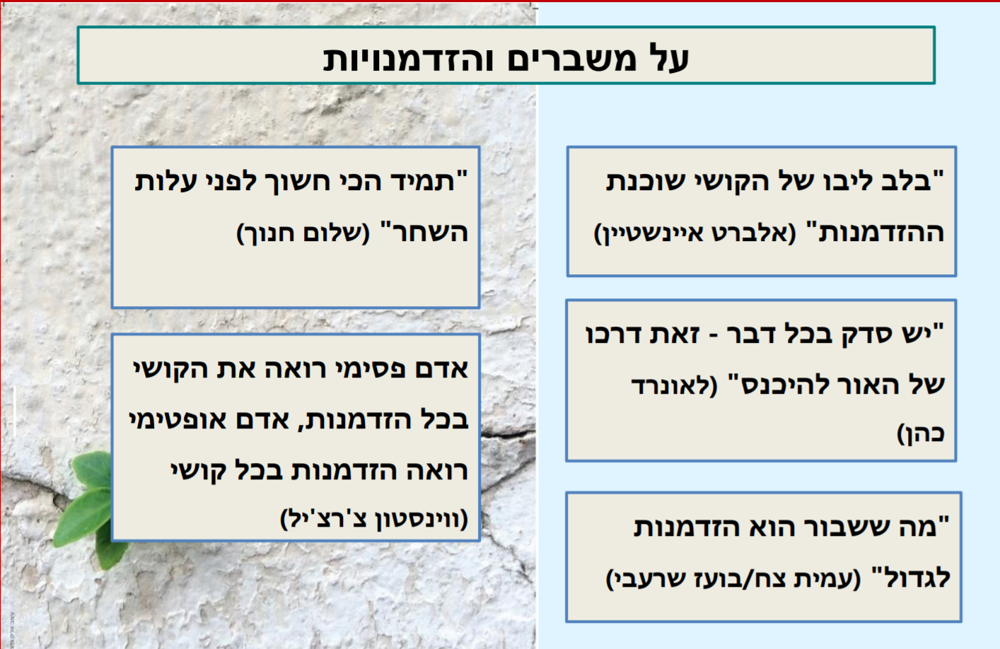 על משברים והזדמנויות
"בלב ליבו של הקושי שוכנת
ההזדמנות" (אלברט איינשטיין)
"יש סדק בכל דבר - זאת דרכו
של האור להיכנס" (לאונרד
כהן)
"מה ששבור הוא הזדמנות
לגדול" (עמית צח/בועז שרעבי)
"תמיד הכי חשוך לפני עלות
השחר" (שלום חנוך)
אדם פסימי רואה את הקושי
בכל הזדמנות, אדם אופטימי
רואה הזדמנות בכל קושי
(ווינסטון צ'רצ'יל)